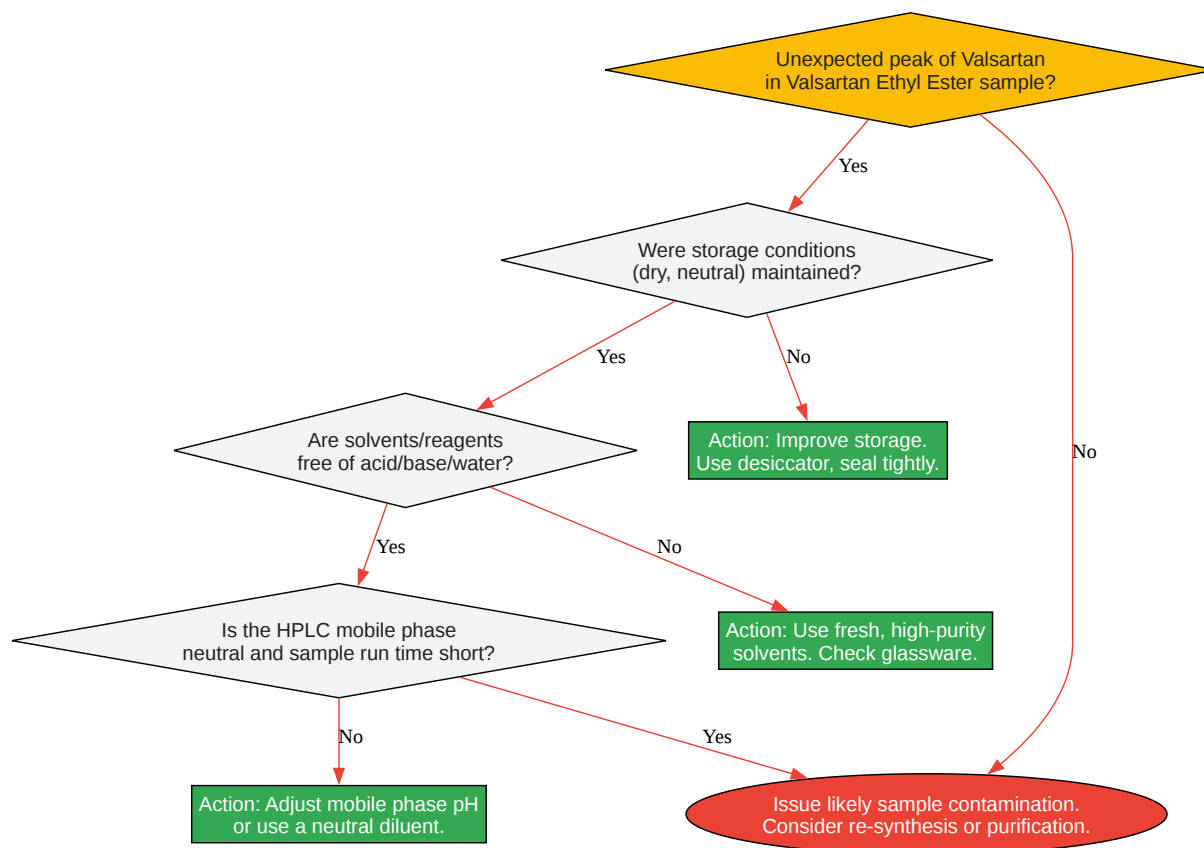 Unexpected peak of Valsartan
in Valsartan Ethyl Ester sample?
Yes
Were storage conditions
(dry, neutral) maintained?
Yes
No
Are solvents/reagents
free of acid/base/water?
Action: Improve storage.
Use desiccator, seal tightly.
No
Yes
No
Is the HPLC mobile phase
neutral and sample run time short?
Action: Use fresh, high-purity
solvents. Check glassware.
No
Yes
Action: Adjust mobile phase pH
or use a neutral diluent.
Issue likely sample contamination.
Consider re-synthesis or purification.